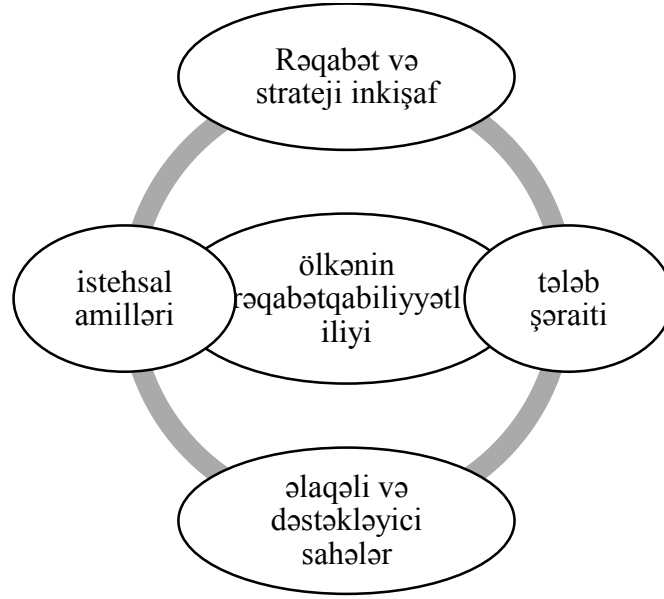 Rəqabət və
strateji inkişaf
istehsal
amilləri
ölkənin
rəqabətqabiliyyətl
iliyi
tələb
şəraiti
əlaqəli və
dəstəkləyici
sahələr